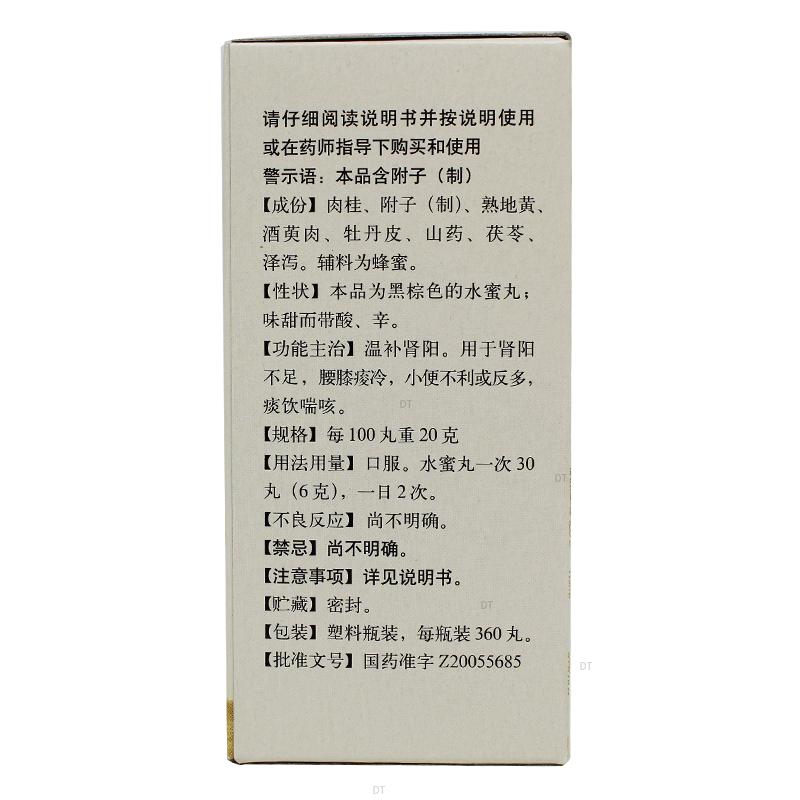 请仔细阅读说明书并按说明使用
或在药师指导下购买和使用
警示语：本品含附子（制）
【成份】肉桂、附子（制）、熟地黄、
酒萸肉、牡丹皮、山药、茯苓、
泽泻。辅料为蜂蜜。
【性状】本品为黑棕色的水蜜丸；
味甜而带酸、辛。
【功能主治】温补肾阳。用于肾阳
不足，腰膝痠冷，小便不利或反多，
痰饮喘咳。
【规格】每100丸重20克
【用法用量】口服。水蜜丸一次30
丸（6克），一日2次。
【不良反应】尚不明确。
【禁忌】尚不明确。
【注意事项】详见说明书。
【贮藏】密封。
【包装】塑料瓶装，每瓶装360丸。
【批准文号】国药准字Z20055685
DT
DT
DT
DT
DT